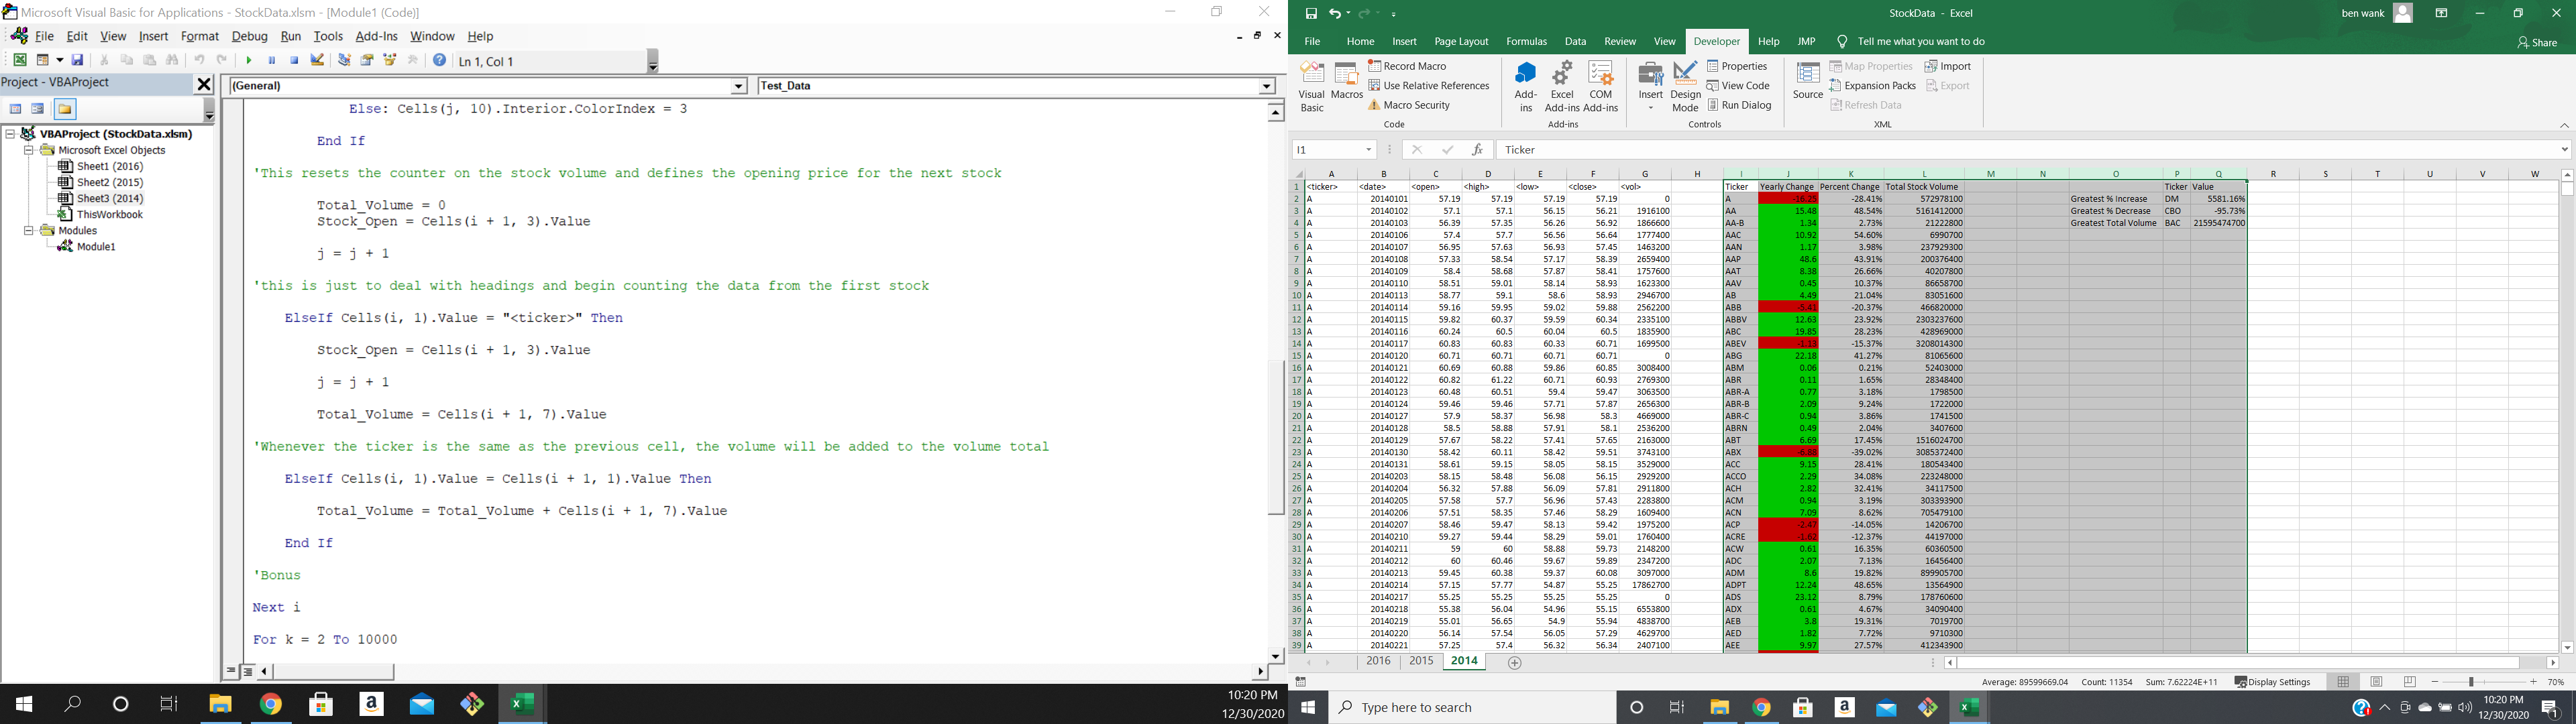 Microsoft Visual Basic for Applications - StockData.xlsm - [Module1 (Code)]
File Edit View Insert Format Debug Run Tools Add-Ins Window Help
Ln 1, Col 1
Project - VBAProject
(General)
Test_Data
VBAProject (StockData.xlsm)
Microsoft Excel Objects
Sheet1 (2016)
Sheet2 (2015)
Sheet3 (2014)
ThisWorkbook
Modules
Module1
Else: Cells(j, 10).Interior.ColorIndex = 3
End If
'This resets the counter on the stock volume and defines the opening price for the next stock
Total_Volume = 0
Stock_Open = Cells(i + 1, 3).Value
j = j + 1
'this is just to deal with headings and begin counting the data from the first stock
ElseIf Cells(i, 1).Value = "<ticker>" Then
Stock_Open = Cells(i + 1, 3).Value
j = j + 1
Total_Volume = Cells(i + 1, 7).Value
'Whenever the ticker is the same as the previous cell, the volume will be added to the volume total
ElseIf Cells(i, 1).Value = Cells(i + 1, 1).Value Then
Total_Volume = Total_Volume + Cells(i + 1, 7).Value
End If
'Bonus
Next i
For k = 2 To 10000
10:20 PM
12/30/2020
StockData - Excel
ben wank
File Home Insert Page Layout Formulas Data Review View Developer Help JMP Tell me what you want to do Share
Visual Basic
Macros
Record Macro
Use Relative References
Macro Security
Code
Add-ins
Excel Add-ins
COM Add-ins
Add-ins
Insert
Design Mode
Properties
View Code
Run Dialog
Controls
Source
Map Properties
Expansion Packs
Refresh Data
Import
Export
XML
I1
fx
Ticker
A B C D E F G H I J K L M N O P Q R S T U V W
1 <ticker> <date> <open> <high> <low> <close> <vol> Ticker Yearly Change Percent Change Total Stock Volume Ticker Value
2 A 20140101 57.19 57.19 57.19 57.19 0 A -16.25 -28.41% 572978100 Greatest % Increase DM 5581.16%
3 A 20140102 57.1 57.1 56.15 56.21 1916100 AA 15.48 48.54% 5161412000 Greatest % Decrease CBO -95.73%
4 A 20140103 56.39 57.35 56.26 56.92 1866600 AA-B 1.34 2.73% 21222800 Greatest Total Volume BAC 21595474700
5 A 20140106 57.4 57.7 56.56 56.64 1777400 AAC 10.92 54.60% 6990700
6 A 20140107 56.95 57.63 56.93 57.45 1463200 AAN 1.17 3.98% 237929300
7 A 20140108 57.33 58.54 57.17 58.39 2659400 AAP 48.6 43.91% 200376400
8 A 20140109 58.4 58.68 57.87 58.41 1757600 AAT 8.38 26.66% 40207800
9 A 20140110 58.51 59.01 58.14 58.93 1623300 AAV 0.45 10.37% 86658700
10 A 20140113 58.77 59.1 58.6 58.93 2946700 AB 4.49 21.04% 83051600
11 A 20140114 59.16 59.95 59.02 59.88 2562200 ABB -5.41 -20.37% 466820000
12 A 20140115 59.82 60.37 59.59 60.34 2335100 ABBV 12.63 23.92% 2303237600
13 A 20140116 60.24 60.5 60.04 60.5 1835900 ABC 19.85 28.23% 428969000
14 A 20140117 60.83 60.83 60.33 60.71 1699500 ABEV -1.13 -15.37% 3208014300
15 A 20140120 60.71 60.71 60.71 60.71 0 ABG 22.18 41.27% 81065600
16 A 20140121 60.69 60.88 59.86 60.85 3008400 ABM 0.06 0.21% 52403000
17 A 20140122 60.82 61.22 60.71 60.93 2769300 ABR 0.11 1.65% 28348400
18 A 20140123 60.48 60.51 59.4 59.47 3063500 ABR-A 0.77 3.18% 1798500
19 A 20140124 59.46 59.46 57.71 57.87 2656300 ABR-B 2.09 9.24% 1722000
20 A 20140127 57.9 58.37 56.98 58.3 4669000 ABR-C 0.94 3.86% 1741500
21 A 20140128 58.5 58.88 57.91 58.1 2536200 ABRN 0.49 2.04% 3407600
22 A 20140129 57.67 58.22 57.41 57.65 2163000 ABT 6.69 17.45% 1516024700
23 A 20140130 58.42 60.11 58.42 59.51 3743100 ABX -6.88 -39.02% 3085372400
24 A 20140131 58.61 59.15 58.05 58.15 3529000 ACC 9.15 28.41% 180543400
25 A 20140203 58.15 58.48 56.08 56.15 2929200 ACCO 2.29 34.08% 223248000
26 A 20140204 56.32 57.88 56.09 57.81 2911800 ACH 2.82 32.41% 34117500
27 A 20140205 57.58 57.7 56.96 57.43 2283800 ACM 0.94 3.19% 303393900
28 A 20140206 57.51 58.35 57.46 58.29 1609400 ACN 7.09 8.62% 705479100
29 A 20140207 58.46 59.47 58.13 59.42 1975200 ACP -2.47 -14.05% 14206700
30 A 20140210 59.27 59.44 58.29 59.01 1760400 ACRE -1.62 -12.37% 44197000
31 A 20140211 59 60 58.88 59.73 2148200 ACW 0.61 16.35% 60360500
32 A 20140212 60 60.46 59.67 59.89 2347200 ADC 2.07 7.13% 16456400
33 A 20140213 59.45 60.38 59.37 60.08 3097000 ADM 8.6 19.82% 899905700
34 A 20140214 57.15 57.77 54.87 55.25 17862700 ADPT 12.24 48.65% 13564900
35 A 20140217 55.25 55.25 55.25 55.25 0 ADS 23.12 8.79% 178760600
36 A 20140218 55.38 56.04 54.96 55.15 6553800 ADX 0.61 4.67% 34090400
37 A 20140219 55.01 56.65 54.9 55.94 4838700 AEB 3.8 19.31% 7019700
38 A 20140220 56.14 57.54 56.05 57.29 4629700 AED 1.82 7.72% 9710300
39 A 20140221 57.25 57.4 56.32 56.34 2407100 AEE 9.97 27.57% 412343900
2016 2015 2014
Average: 89599669.04 Count: 11354 Sum: 7.62224E+11 Display Settings 70%
Type here to search
10:20 PM
12/30/2020
1